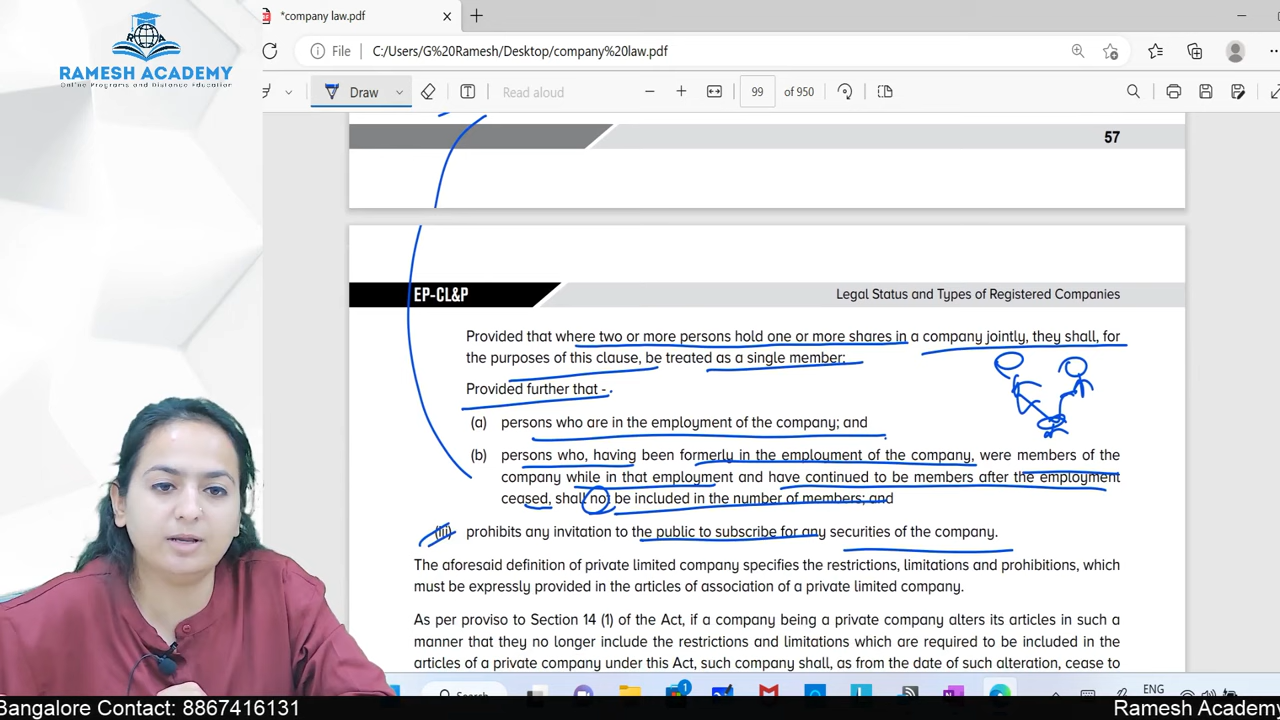 *company law.pdf
RAMESH ACADEMY
Online Programs and Distance Education
File
C:/Users/G%20Ramesh/Desktop/company%20law.pdf
Draw
Read aloud
99 of 950
57
EP-CL&P
Legal Status and Types of Registered Companies
Provided that where two or more persons hold one or more shares in a company jointly, they shall, for
the purposes of this clause, be treated as a single member:
Provided further that -
(a) persons who are in the employment of the company; and
(b) persons who, having been formerly in the employment of the company, were members of the
company while in that employment and have continued to be members after the employment
ceased, shall not be included in the number of members; and
(iii) prohibits any invitation to the public to subscribe for any securities of the company.
The aforesaid definition of private limited company specifies the restrictions, limitations and prohibitions, which
must be expressly provided in the articles of association of a private limited company.
As per proviso to Section 14 (1) of the Act, if a company being a private company alters its articles in such a
manner that they no longer include the restrictions and limitations which are required to be included in the
articles of a private company under this Act, such company shall, as from the date of such alteration, cease to
Search
1
ENG
Bangalore Contact: 8867416131
Ramesh Academy